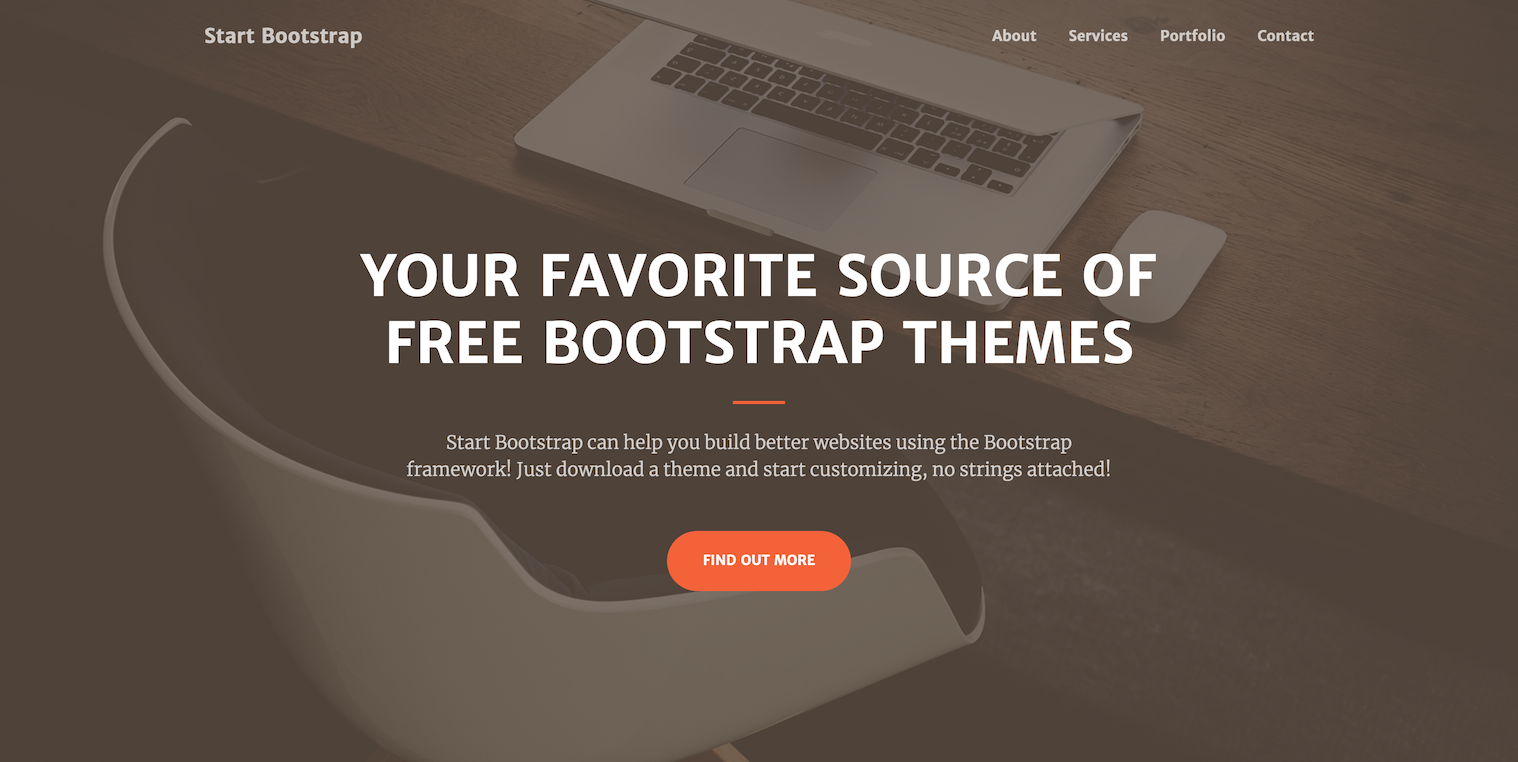 Start Bootstrap
About Services Portfolio Contact
YOUR FAVORITE SOURCE OF
FREE BOOTSTRAP THEMES
Start Bootstrap can help you build better websites using the Bootstrap
framework! Just download a theme and start customizing, no strings attached!
FIND OUT MORE